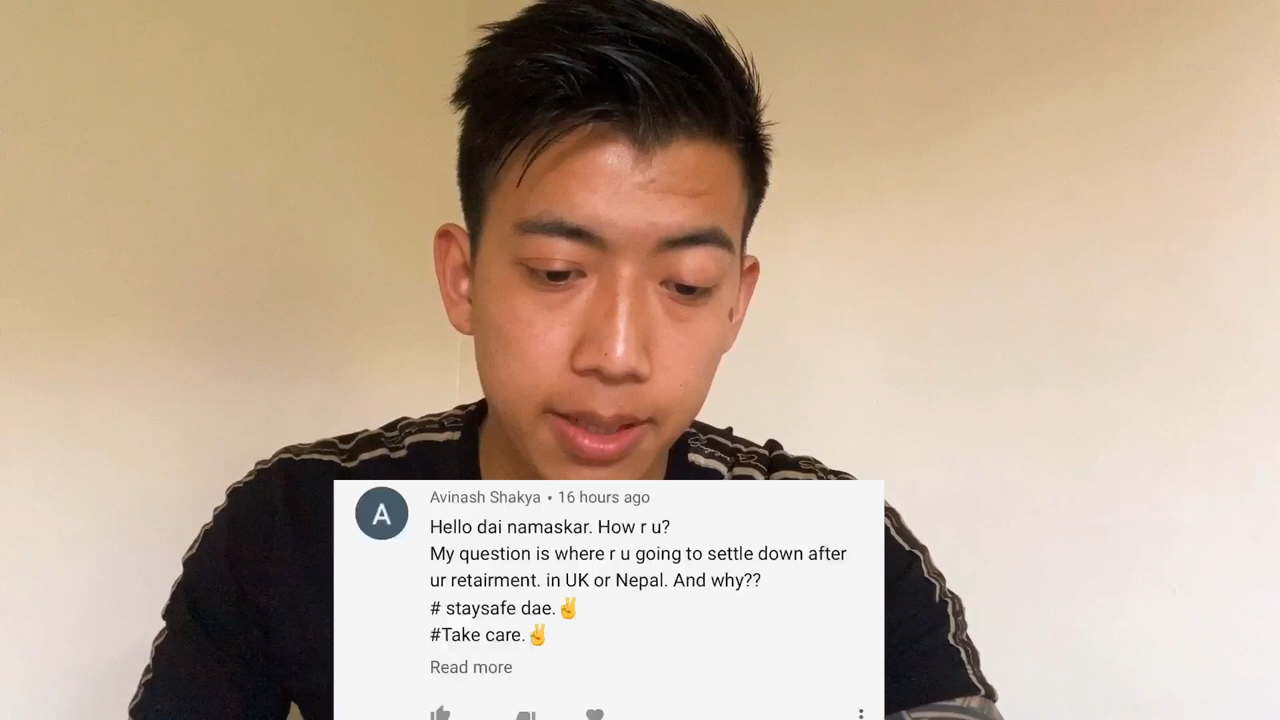 A
Avinash Shakya • 16 hours ago
Hello dai namaskar. How r u?
My question is where r u going to settle down after
ur retairment. in UK or Nepal. And why??
# staysafe dae.✌️
#Take care.✌️
Read more